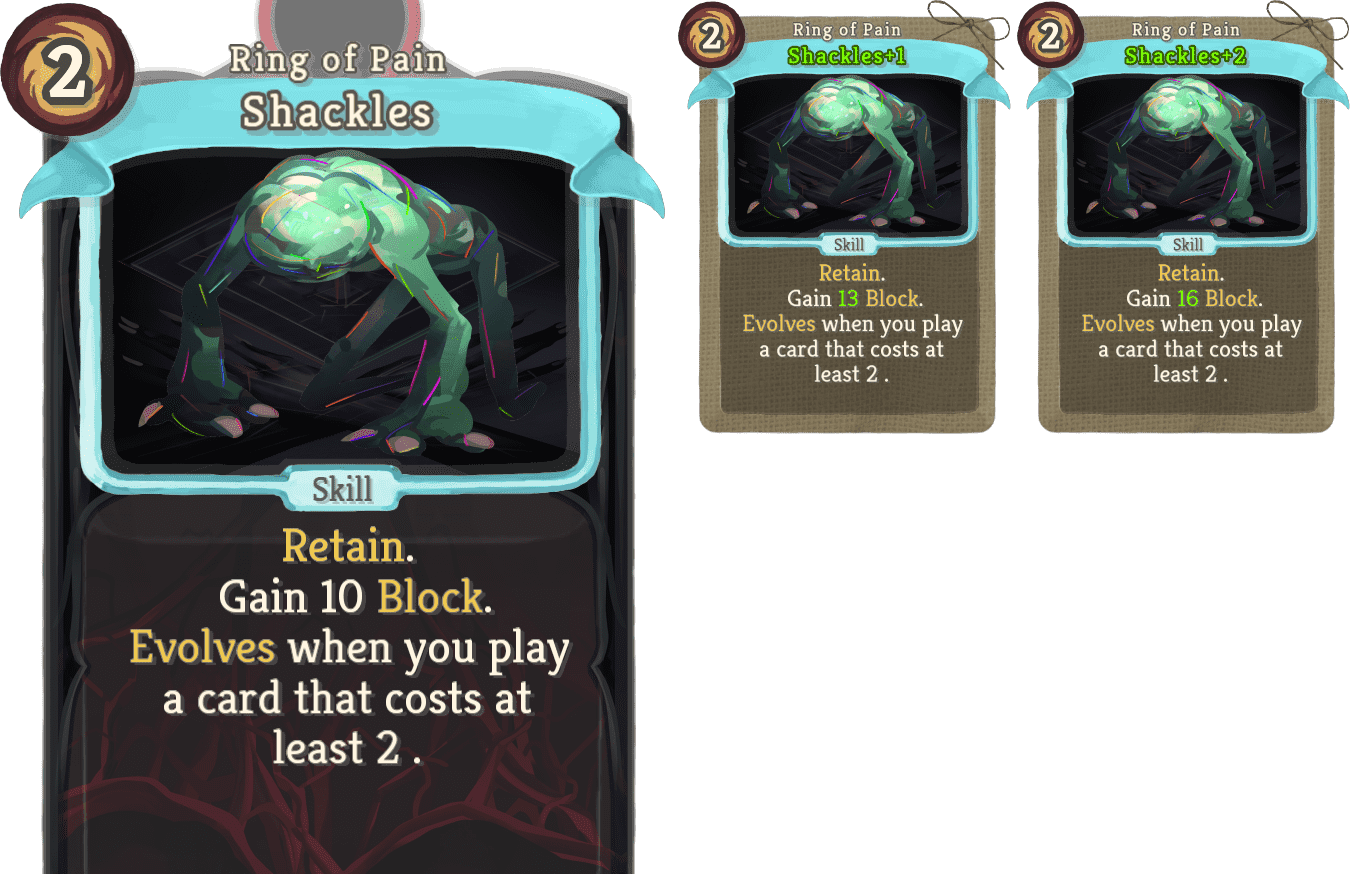 2
Ring of Pain
Shackles
Skill
Retain.
Gain 10 Block.
Evolves when you play
a card that costs at
least 2 .
2
Ring of Pain
Shackles+1
Skill
Retain.
Gain 13 Block.
Evolves when you play
a card that costs at
least 2 .
2
Ring of Pain
Shackles+2
Skill
Retain.
Gain 16 Block.
Evolves when you play
a card that costs at
least 2 .